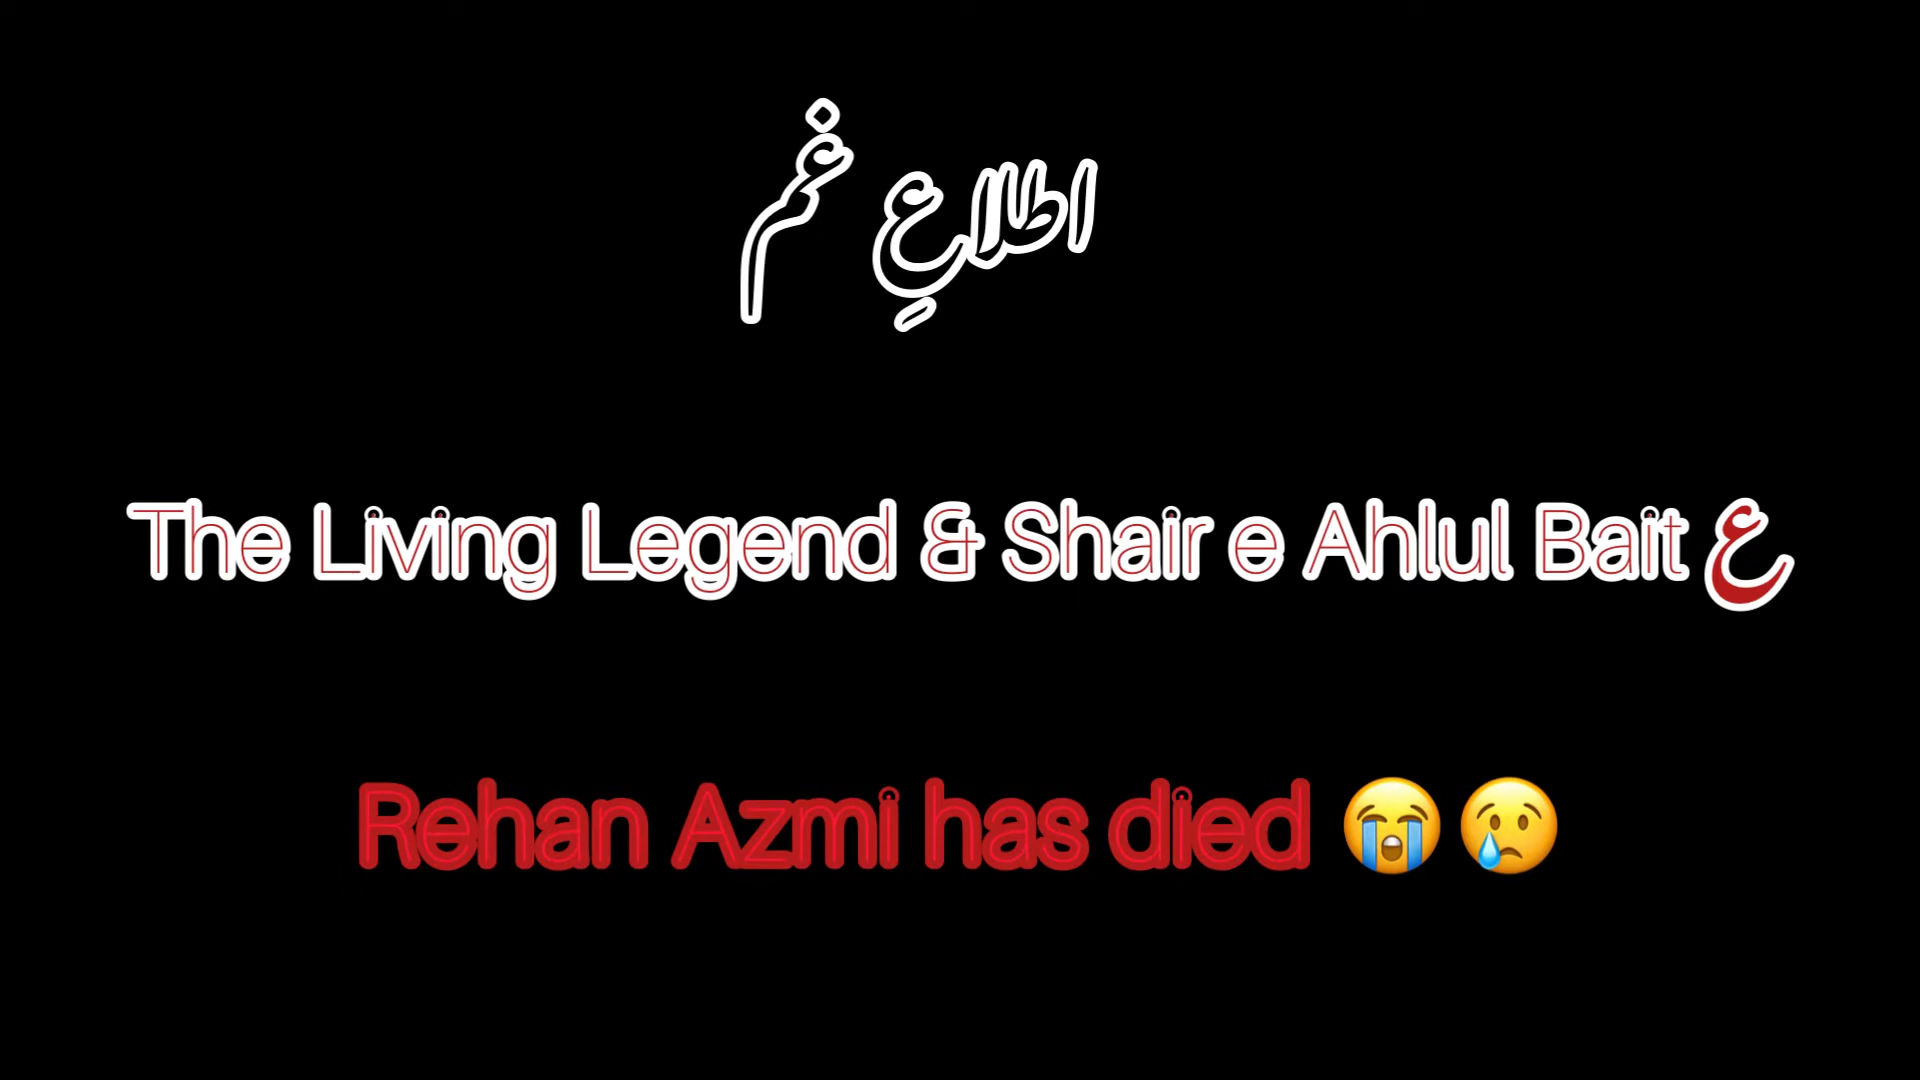 اطلاعِ غم
The Living Legend & Shair e Ahlul Bait ع
Rehan Azmi has died 😭😢